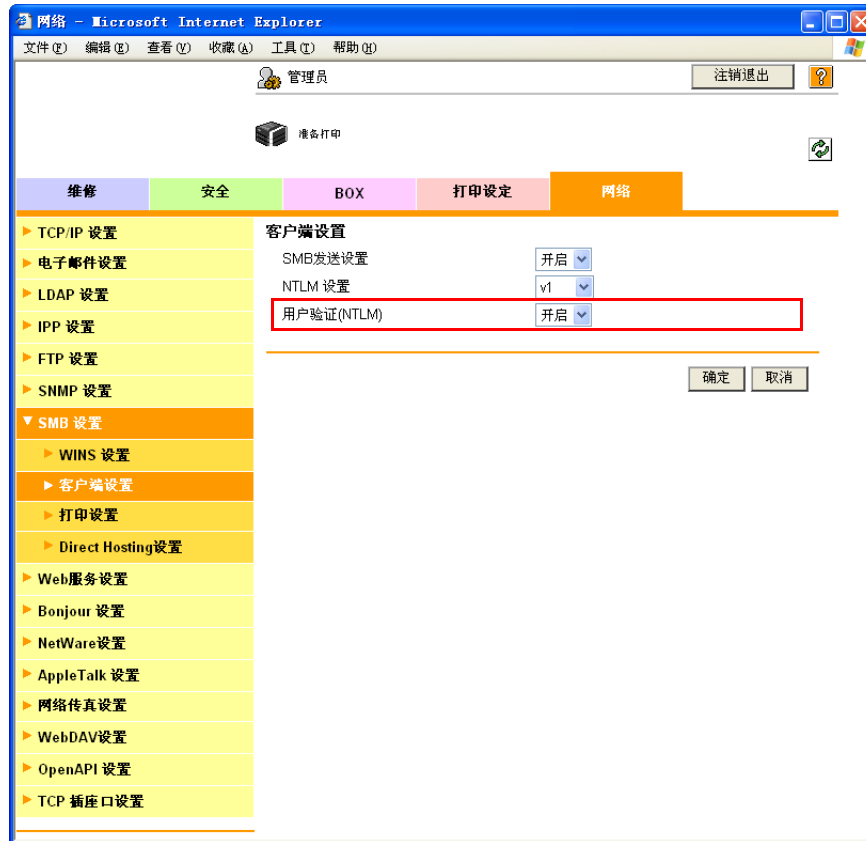 网络 - Microsoft Internet Explorer
文件(F) 编辑(E) 查看(V) 收藏(A) 工具(T) 帮助(H)
管理员
注销退出
?
准备打印
维修
安全
BOX
打印设定
网络
TCP/IP 设置
电子邮件设置
LDAP 设置
IPP 设置
FTP 设置
SNMP 设置
SMB 设置
WINS 设置
客户端设置
打印设置
Direct Hosting设置
Web服务设置
Bonjour 设置
NetWare设置
AppleTalk 设置
网络传真设置
WebDAV设置
OpenAPI 设置
TCP 插座口设置
客户端设置
SMB发送设置 开启
NTLM 设置 v1
用户验证(NTLM) 开启
确定 取消